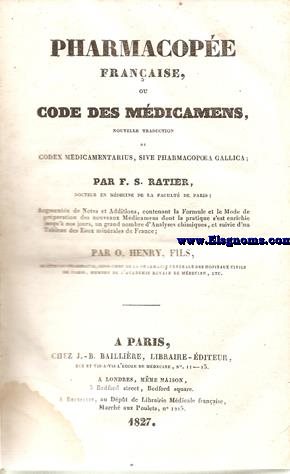 PHARMACOPÉE
FRANÇAISE,
OU
CODE DES MÉDICAMENS,
NOUVELLE TRADUCTION
DU
CODEX MÉDICAMENTARIUS, SIVE PHARMACOPŒA GALLICA;
PAR F. S. RATIER,
DOCTEUR EN MÉDECINE DE LA FACULTÉ DE PARIS;
Augmentée de Notes et Additions, contenant la Formule et le Mode de
préparation des nouveaux Médicamens dont la pratique s'est enrichie
jusqu'à nos jours, un grand nombre d'Analyses chimiques, et suivie d'un
Tableau des Eaux minérales de France;
www.Elsgnoms.com
PAR O. HENRY, FILS,
DE LA PHARMACIE CENTRALE DES HOPITAUX CIVILS
DE PARIS, MEMBRE DE L'ACADÉMIE ROYALE DE MÉDECINE, ETC.
A PARIS,
CHEZ J.-B. BAILLIÈRE, LIBRAIRE-ÉDITEUR,
RUE DE L'ÉCOLE DE MÉDECINE, Nº. 11-13.
A LONDRES, MÊME MAISON,
3 Bedford street, Bedford square.
A BRUXELLES, au Dépôt de Librairie Médicale française,
Marché aux Poulets, nº 1213.
1827.